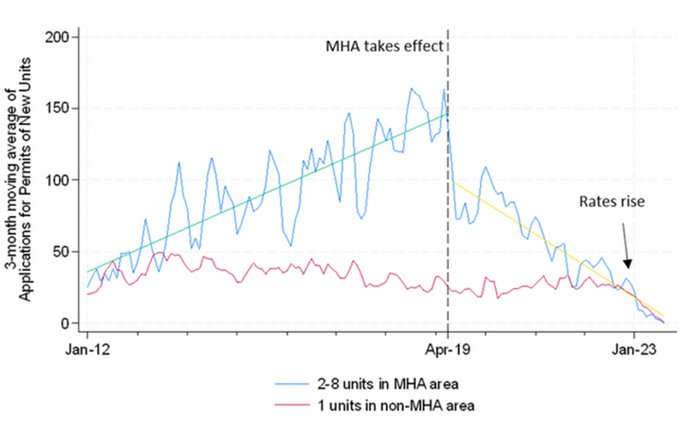 3-month moving average of
Applications for Permits of New Units
200
150
100
50
0
MHA takes effect
Rates rise
Jan-12
Apr-19
Jan-23
2-8 units in MHA area
1 units in non-MHA area